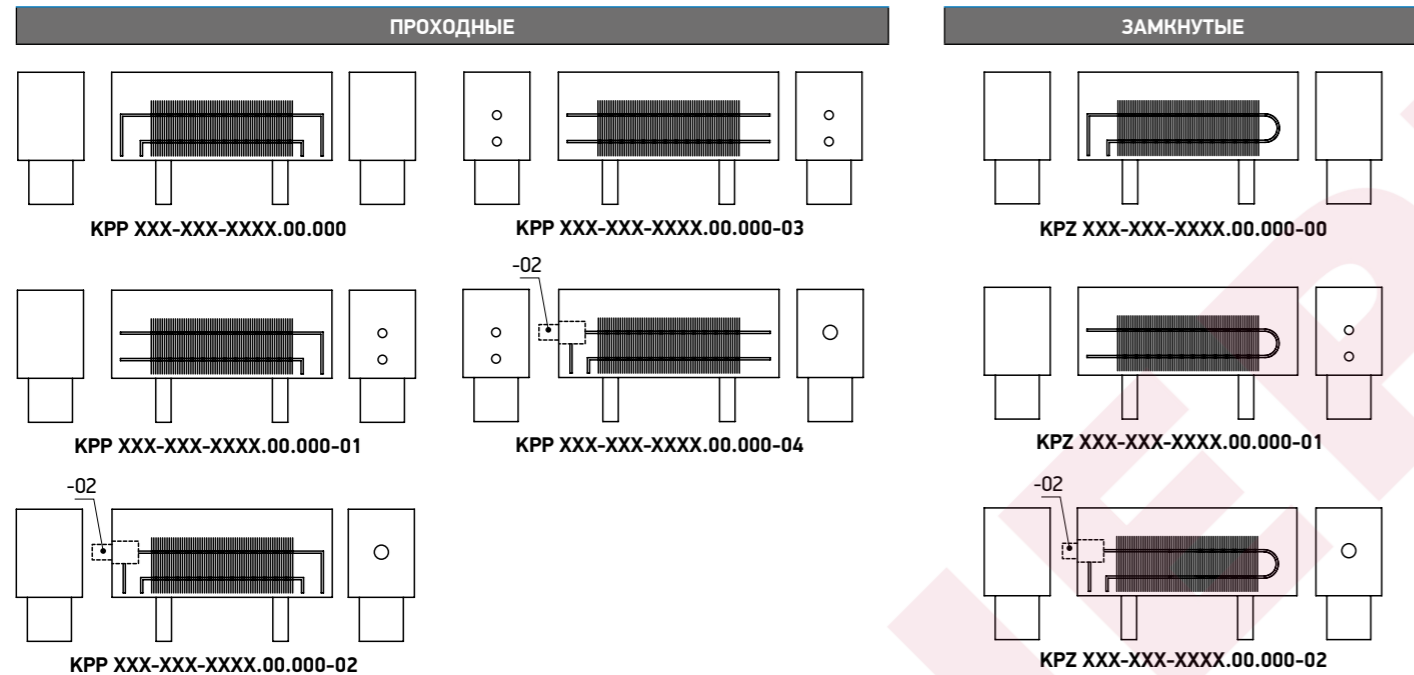 ПРОХОДНЫЕ
KPP XXX-XXX-XXXX.00.000
KPP XXX-XXX-XXXX.00.000-03
KPP XXX-XXX-XXXX.00.000-01
-02
KPP XXX-XXX-XXXX.00.000-04
-02
KPP XXX-XXX-XXXX.00.000-02
ЗАМКНУТЫЕ
KPZ XXX-XXX-XXXX.00.000-00
KPZ XXX-XXX-XXXX.00.000-01
-02
KPZ XXX-XXX-XXXX.00.000-02